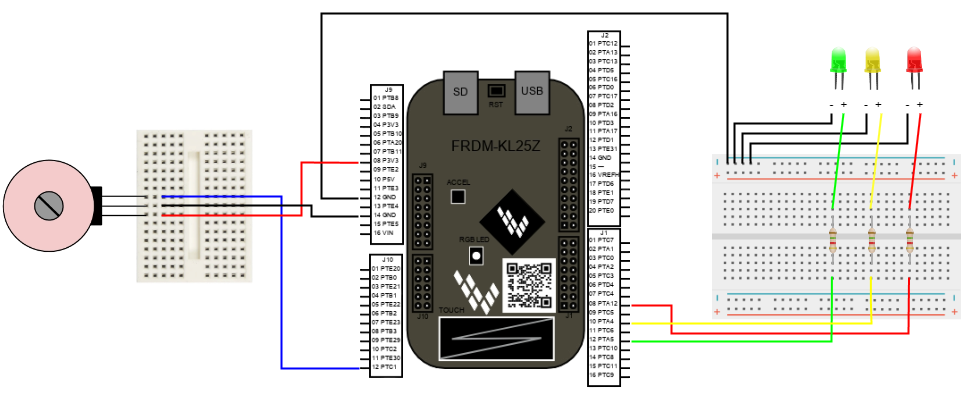 J9
01 PTB8
02 SDA
03 PTB9
04 P3V3
05 PTB10
06 PTA20
07 PTB11
08 P3V3
09 PTE2
10 P5V
11 PTE3
12 GND
13 PTE4
14 GND
15 PTE5
16 VIN
J10
01 PTE20
02 PTB0
03 PTE21
04 PTB1
05 PTE22
06 PTB2
07 PTE23
08 PTB3
09 PTE29
10 PTC2
11 PTE30
12 PTC1
SD
RST
USB
FRDM-KL25Z
J2
J9
ACCEL
RGB LED
J10
TOUCH
J1
J2
01 PTC12
02 PTA13
03 PTC13
04 PTD5
05 PTC16
06 PTD0
07 PTC17
08 PTD2
09 PTA16
10 PTD3
11 PTA17
12 PTD1
13 PTE31
14 GND
15 —
16 VREFH
17 PTD6
18 PTE1
19 PTD7
20 PTE0
J1
01 PTC7
02 PTA1
03 PTC0
04 PTA2
05 PTC3
06 PTD4
07 PTC4
08 PTA12
09 PTC5
10 PTA4
11 PTC6
12 PTA5
13 PTC10
14 PTC8
15 PTC11
16 PTC9
- + - + - +
- -
+ +
- -
+ +